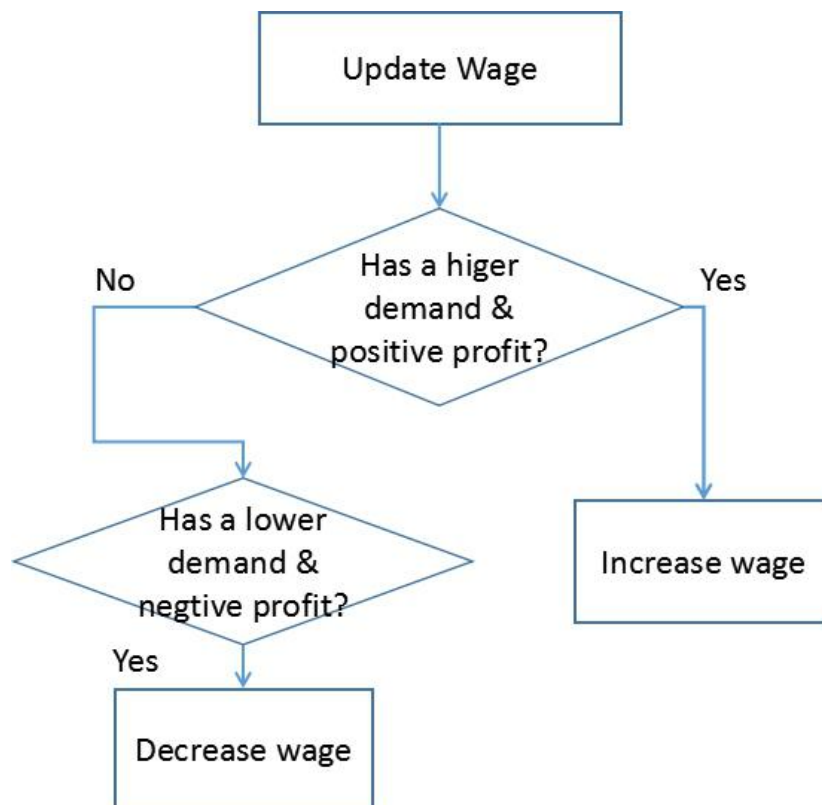 Update Wage
No
Has a higer
demand &
positive profit?
Yes
Has a lower
demand &
negtive profit?
Increase wage
Yes
Decrease wage